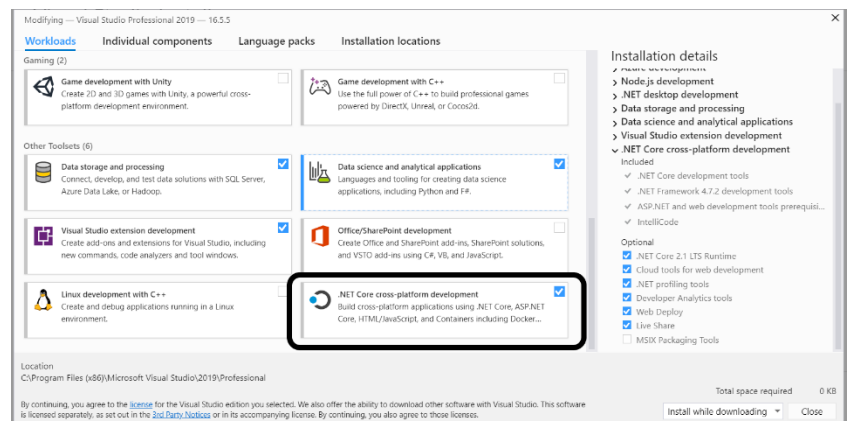 Modifying — Visual Studio Professional 2019 — 16.5.5
Workloads Individual components Language packs Installation locations
Gaming (2)
Game development with Unity
Create 2D and 3D games with Unity, a powerful cross-
platform development environment.
Game development with C++
Use the full power of C++ to build professional games
powered by DirectX, Unreal, or Cocos2d.
Other Toolsets (6)
Data storage and processing
Connect, develop, and test data solutions with SQL Server,
Azure Data Lake, or Hadoop.
Data science and analytical applications
Languages and tooling for creating data science
applications, including Python and F#.
Visual Studio extension development
Create add-ons and extensions for Visual Studio, including
new commands, code analyzers and tool windows.
Office/SharePoint development
Create Office and SharePoint add-ins, SharePoint solutions,
and VSTO add-ins using C#, VB, and JavaScript.
Linux development with C++
Create and debug applications running in a Linux
environment.
.NET Core cross-platform development
Build cross-platform applications using .NET Core, ASP.NET
Core, HTML/JavaScript, and Containers including Docker...
Installation details
Azure development
Node.js development
.NET desktop development
Data storage and processing
Data science and analytical applications
Visual Studio extension development
.NET Core cross-platform development
Included
.NET Core development tools
.NET Framework 4.7.2 development tools
ASP.NET and web development tools prerequisi...
IntelliCode
Optional
.NET Core 2.1 LTS Runtime
Cloud tools for web development
.NET profiling tools
Developer Analytics tools
Web Deploy
Live Share
MSIX Packaging Tools
Location
C:\Program Files (x86)\Microsoft Visual Studio\2019\Professional
By continuing, you agree to the license for the Visual Studio edition you selected. We also offer the ability to download other software with Visual Studio. This software
is licensed separately, as set out in the 3rd Party Notices or in its accompanying license. By continuing, you also agree to those licenses.
Total space required 0 KB
Install while downloading Close